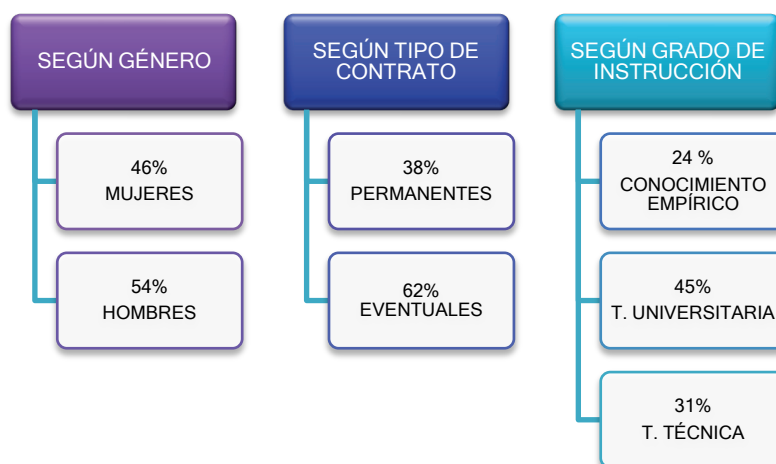 SEGÚN GÉNERO
46%
MUJERES
54%
HOMBRES
SEGÚN TIPO DE
CONTRATO
38%
PERMANENTES
62%
EVENTUALES
SEGÚN GRADO DE
INSTRUCCIÓN
24 %
CONOCIMIENTO
EMPÍRICO
45%
T. UNIVERSITARIA
31%
T. TÉCNICA